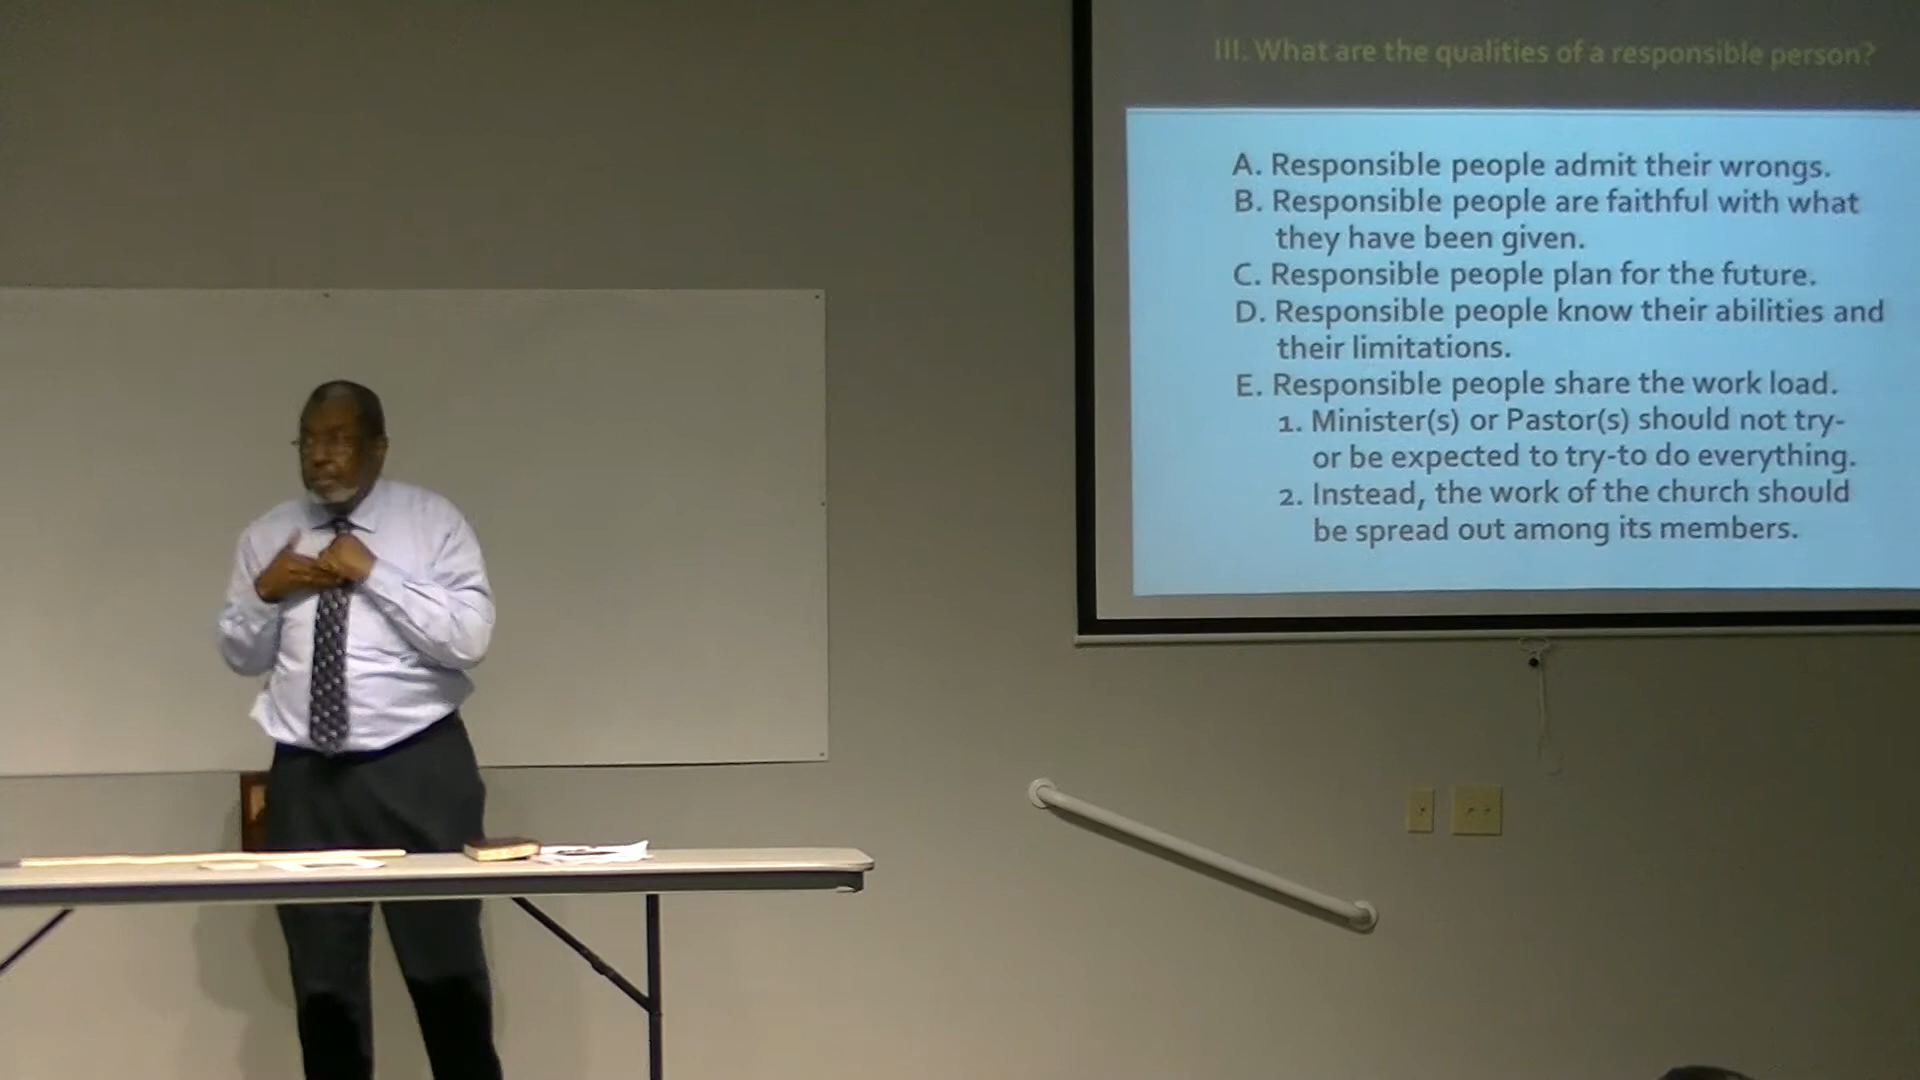 III. What are the qualities of a responsible person?
A. Responsible people admit their wrongs.
B. Responsible people are faithful with what
they have been given.
C. Responsible people plan for the future.
D. Responsible people know their abilities and
their limitations.
E. Responsible people share the work load.
1. Minister(s) or Pastor(s) should not try-
or be expected to try-to do everything.
2. Instead, the work of the church should
be spread out among its members.